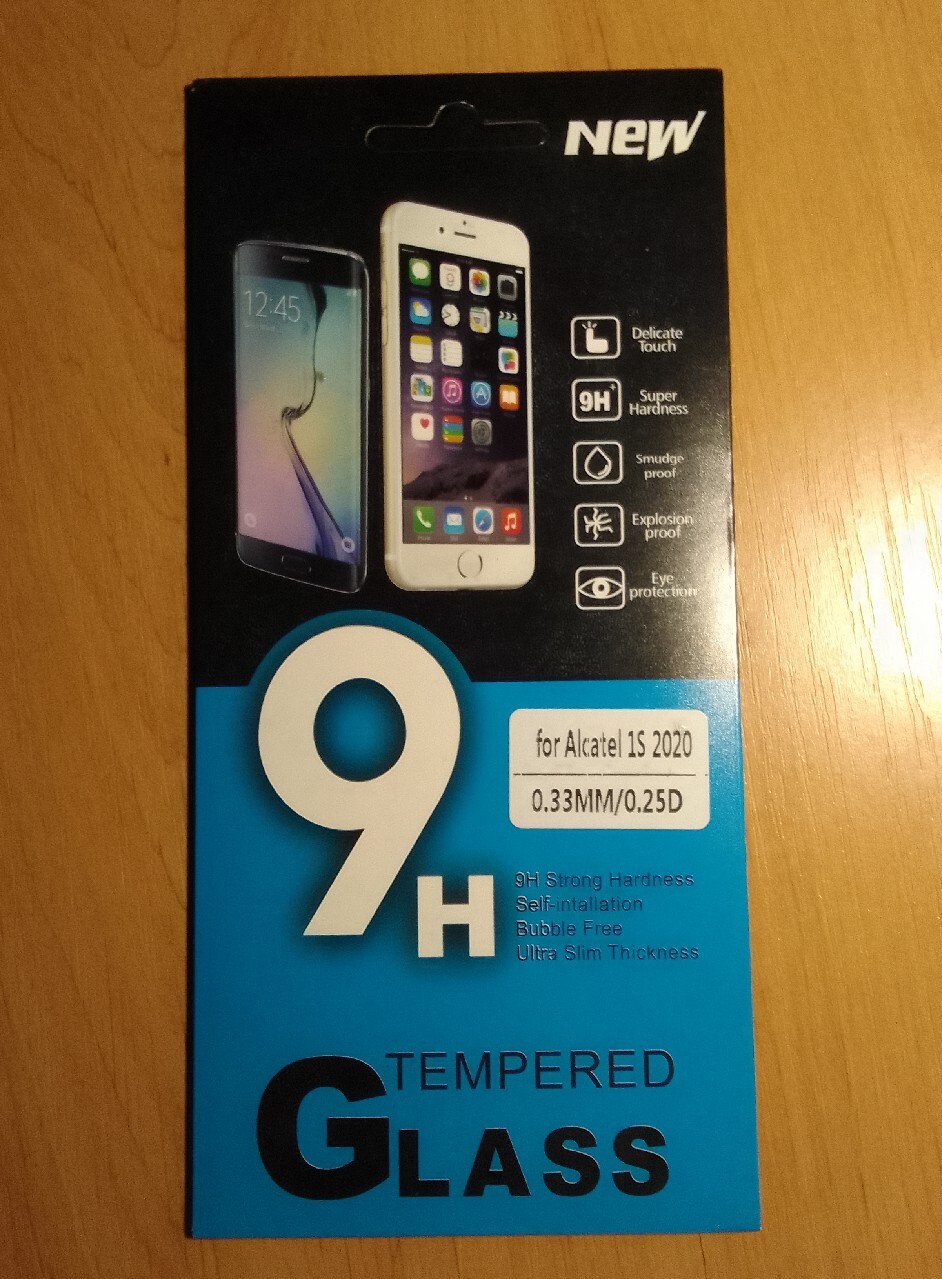 New
12:45
Delicate
Touch
9H+
Super
Hardness
Smudge
proof
Explosion
proof
Eye
protection
9H
for Alcatel 1S 2020
0.33MM/0.25D
9H Strong Hardness
Self-intallation
Bubble Free
Ultra Slim Thickness
TEMPERED
GLASS